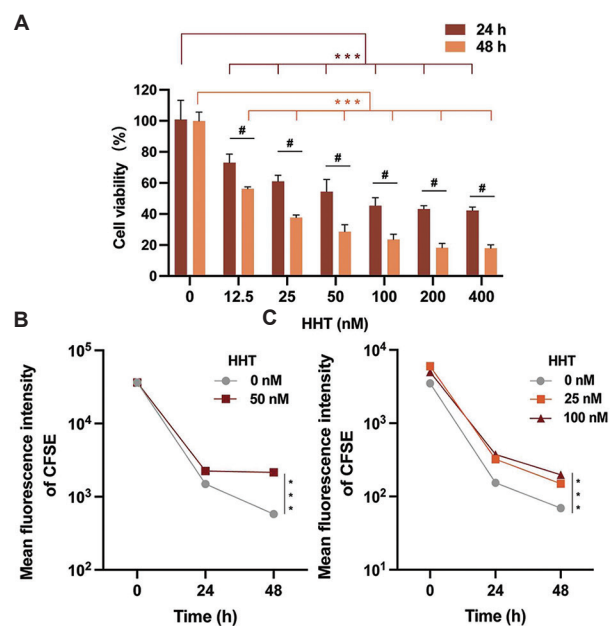 A
24 h
48 h
***
***
Cell viability (%)
120
100
80
60
40
20
0
# # # # # #
0 12.5 25 50 100 200 400
HHT (nM)
B
Mean fluorescence intensity
of CFSE
10^5
10^4
10^3
10^2
HHT
0 nM
50 nM
***
0 24 48
Time (h)
C
Mean fluorescence intensity
of CFSE
10^4
10^3
10^2
10^1
HHT
0 nM
25 nM
100 nM
***
0 24 48
Time (h)